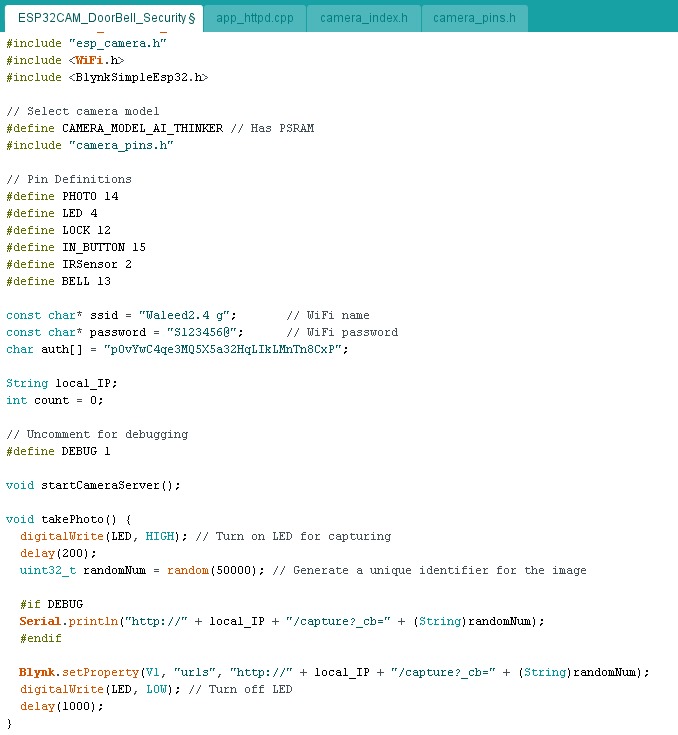 ESP32CAM_DoorBell_Security § app_httpd.cpp camera_index.h camera_pins.h
#include "esp_camera.h"
#include <WiFi.h>
#include <BlynkSimpleEsp32.h>
// Select camera model
#define CAMERA_MODEL_AI_THINKER // Has PSRAM
#include "camera_pins.h"
// Pin Definitions
#define PHOTO 14
#define LED 4
#define LOCK 12
#define IN_BUTTON 15
#define IRSensor 2
#define BELL 13
const char* ssid = "Waleed2.4 g"; // WiFi name
const char* password = "S123456@"; // WiFi password
char auth[] = "pOvYwC4qe3MQ5X5a32HqLIkLMnTn8CxP";
String local_IP;
int count = 0;
// Uncomment for debugging
#define DEBUG 1
void startCameraServer();
void takePhoto() {
digitalWrite(LED, HIGH); // Turn on LED for capturing
delay(200);
uint32_t randomNum = random(50000); // Generate a unique identifier for the image
#if DEBUG
Serial.println("http://" + local_IP + "/capture?_cb=" + (String)randomNum);
#endif
Blynk.setProperty(V1, "urls", "http://" + local_IP + "/capture?_cb=" + (String)randomNum);
digitalWrite(LED, LOW); // Turn off LED
delay(1000);
}